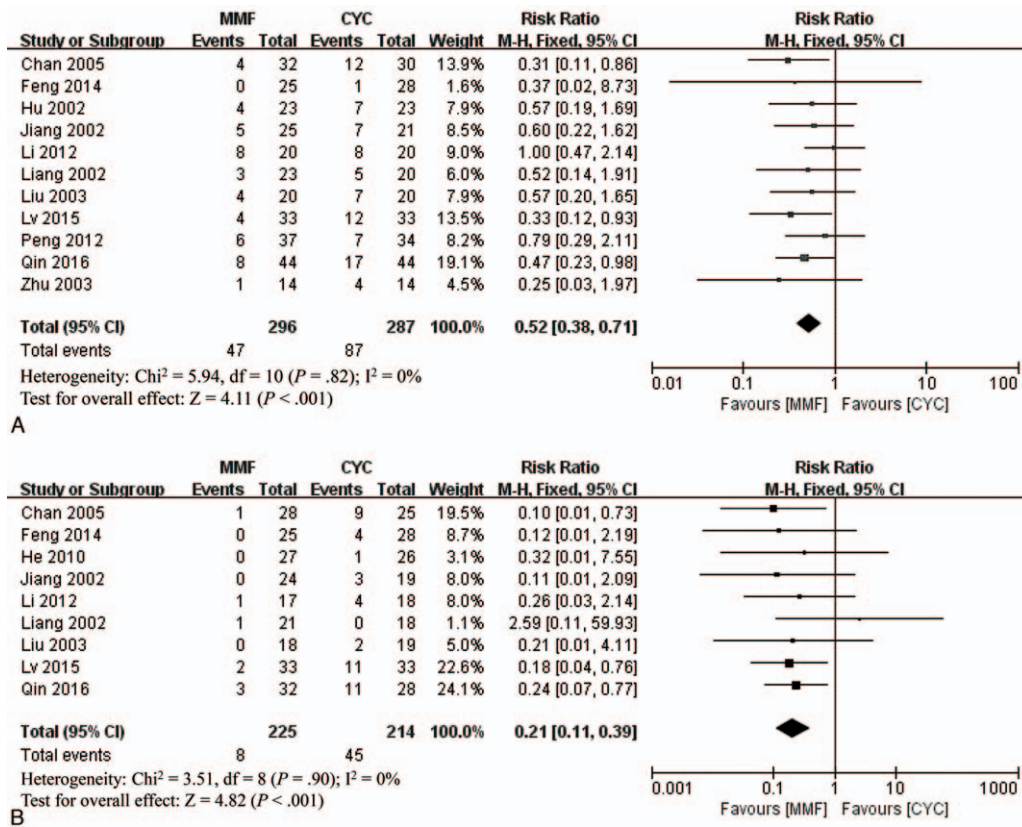 MMF CYC Risk Ratio Risk Ratio
Study or Subgroup Events Total Events Total Weight M-H, Fixed, 95% CI M-H, Fixed, 95% CI
Chan 2005 4 32 12 30 13.9% 0.31 [0.11, 0.86]
Feng 2014 0 25 1 28 1.6% 0.37 [0.02, 8.73]
Hu 2002 4 23 7 23 7.9% 0.57 [0.19, 1.69]
Jiang 2002 5 25 7 21 8.5% 0.60 [0.22, 1.62]
Li 2012 8 20 8 20 9.0% 1.00 [0.47, 2.14]
Liang 2002 3 23 5 20 6.0% 0.52 [0.14, 1.91]
Liu 2003 4 20 7 20 7.9% 0.57 [0.20, 1.65]
Lv 2015 4 33 12 33 13.5% 0.33 [0.12, 0.93]
Peng 2012 6 37 7 34 8.2% 0.79 [0.29, 2.11]
Qin 2016 8 44 17 44 19.1% 0.47 [0.23, 0.98]
Zhu 2003 1 14 4 14 4.5% 0.25 [0.03, 1.97]
Total (95% CI) 296 287 100.0% 0.52 [0.38, 0.71]
Total events 47 87
Heterogeneity: Chi² = 5.94, df = 10 (P = .82); I² = 0%
Test for overall effect: Z = 4.11 (P < .001)
0.01 0.1 1 10 100
Favours [MMF] Favours [CYC]
A
MMF CYC Risk Ratio Risk Ratio
Study or Subgroup Events Total Events Total Weight M-H, Fixed, 95% CI M-H, Fixed, 95% CI
Chan 2005 1 28 9 25 19.5% 0.10 [0.01, 0.73]
Feng 2014 0 25 4 28 8.7% 0.12 [0.01, 2.19]
He 2010 0 27 1 26 3.1% 0.32 [0.01, 7.55]
Jiang 2002 0 24 3 19 8.0% 0.11 [0.01, 2.09]
Li 2012 1 17 4 18 8.0% 0.26 [0.03, 2.14]
Liang 2002 1 21 0 18 1.1% 2.59 [0.11, 59.93]
Liu 2003 0 18 2 19 5.0% 0.21 [0.01, 4.11]
Lv 2015 2 33 11 33 22.6% 0.18 [0.04, 0.76]
Qin 2016 3 32 11 28 24.1% 0.24 [0.07, 0.77]
Total (95% CI) 225 214 100.0% 0.21 [0.11, 0.39]
Total events 8 45
Heterogeneity: Chi² = 3.51, df = 8 (P = .90); I² = 0%
Test for overall effect: Z = 4.82 (P < .001)
0.001 0.1 1 10 1000
Favours [MMF] Favours [CYC]
B